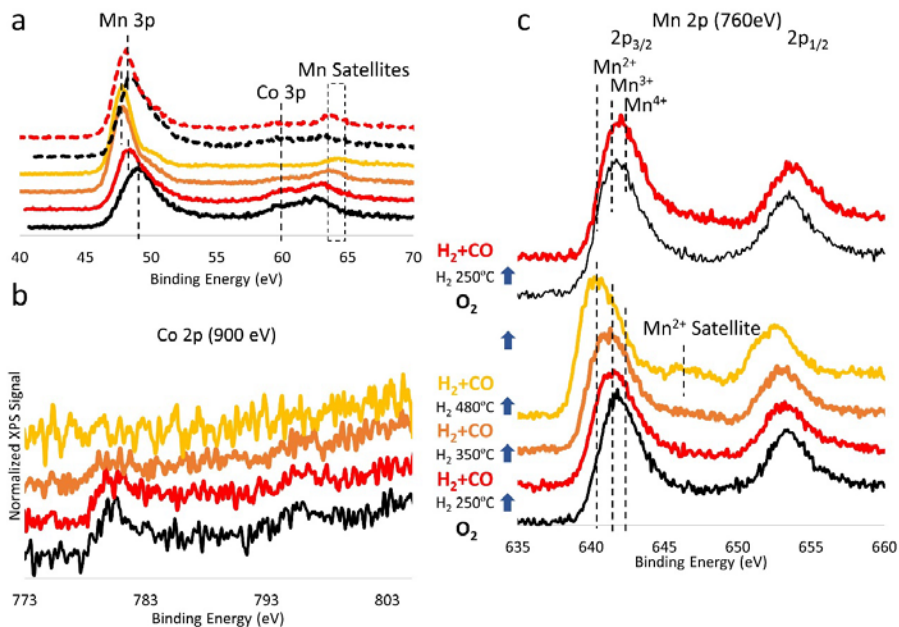 a
Mn 3p
Mn Satellites
Co 3p
40 45 50 55 60 65 70
Binding Energy (eV)
b
Co 2p (900 eV)
Normalized XPS Signal
773 783 793 803
Binding Energy (eV)
c
Mn 2p (760eV)
2p3/2
2p1/2
Mn2+
Mn3+
Mn4+
H2+CO
H2 250°C
O2
Mn2+ Satellite
H2+CO
H2 480°C
H2+CO
H2 350°C
H2+CO
H2 250°C
O2
635 640 645 650 655 660
Binding Energy (eV)